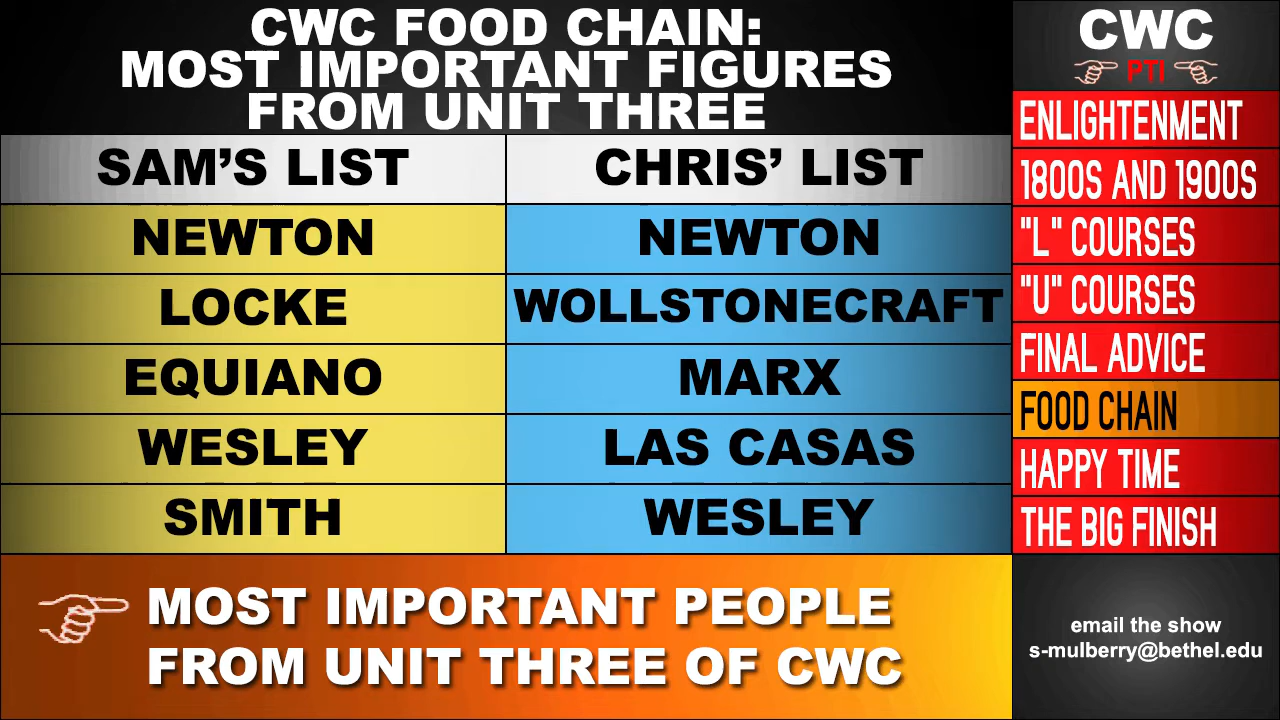 CWC FOOD CHAIN:
MOST IMPORTANT FIGURES
FROM UNIT THREE
SAM'S LIST
CHRIS' LIST
NEWTON
NEWTON
LOCKE
WOLLSTONECRAFT
EQUIANO
MARX
WESLEY
LAS CASAS
SMITH
WESLEY
MOST IMPORTANT PEOPLE
FROM UNIT THREE OF CWC
CWC
PTI
ENLIGHTENMENT
1800S AND 1900S
"L" COURSES
"U" COURSES
FINAL ADVICE
FOOD CHAIN
HAPPY TIME
THE BIG FINISH
email the show
s-mulberry@bethel.edu